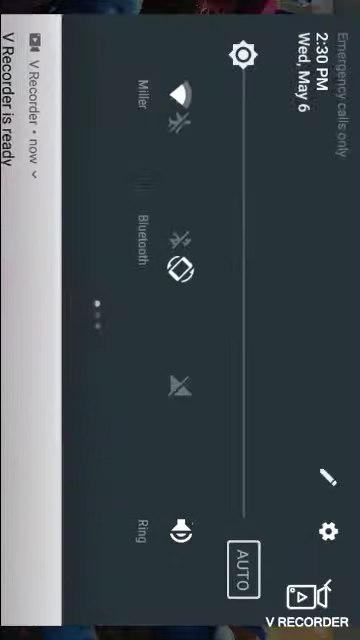 Emergency calls only
2:30 PM
Wed, May 6
AUTO
Miller
Bluetooth
Ring
V Recorder • now
V Recorder is ready
V RECORDER